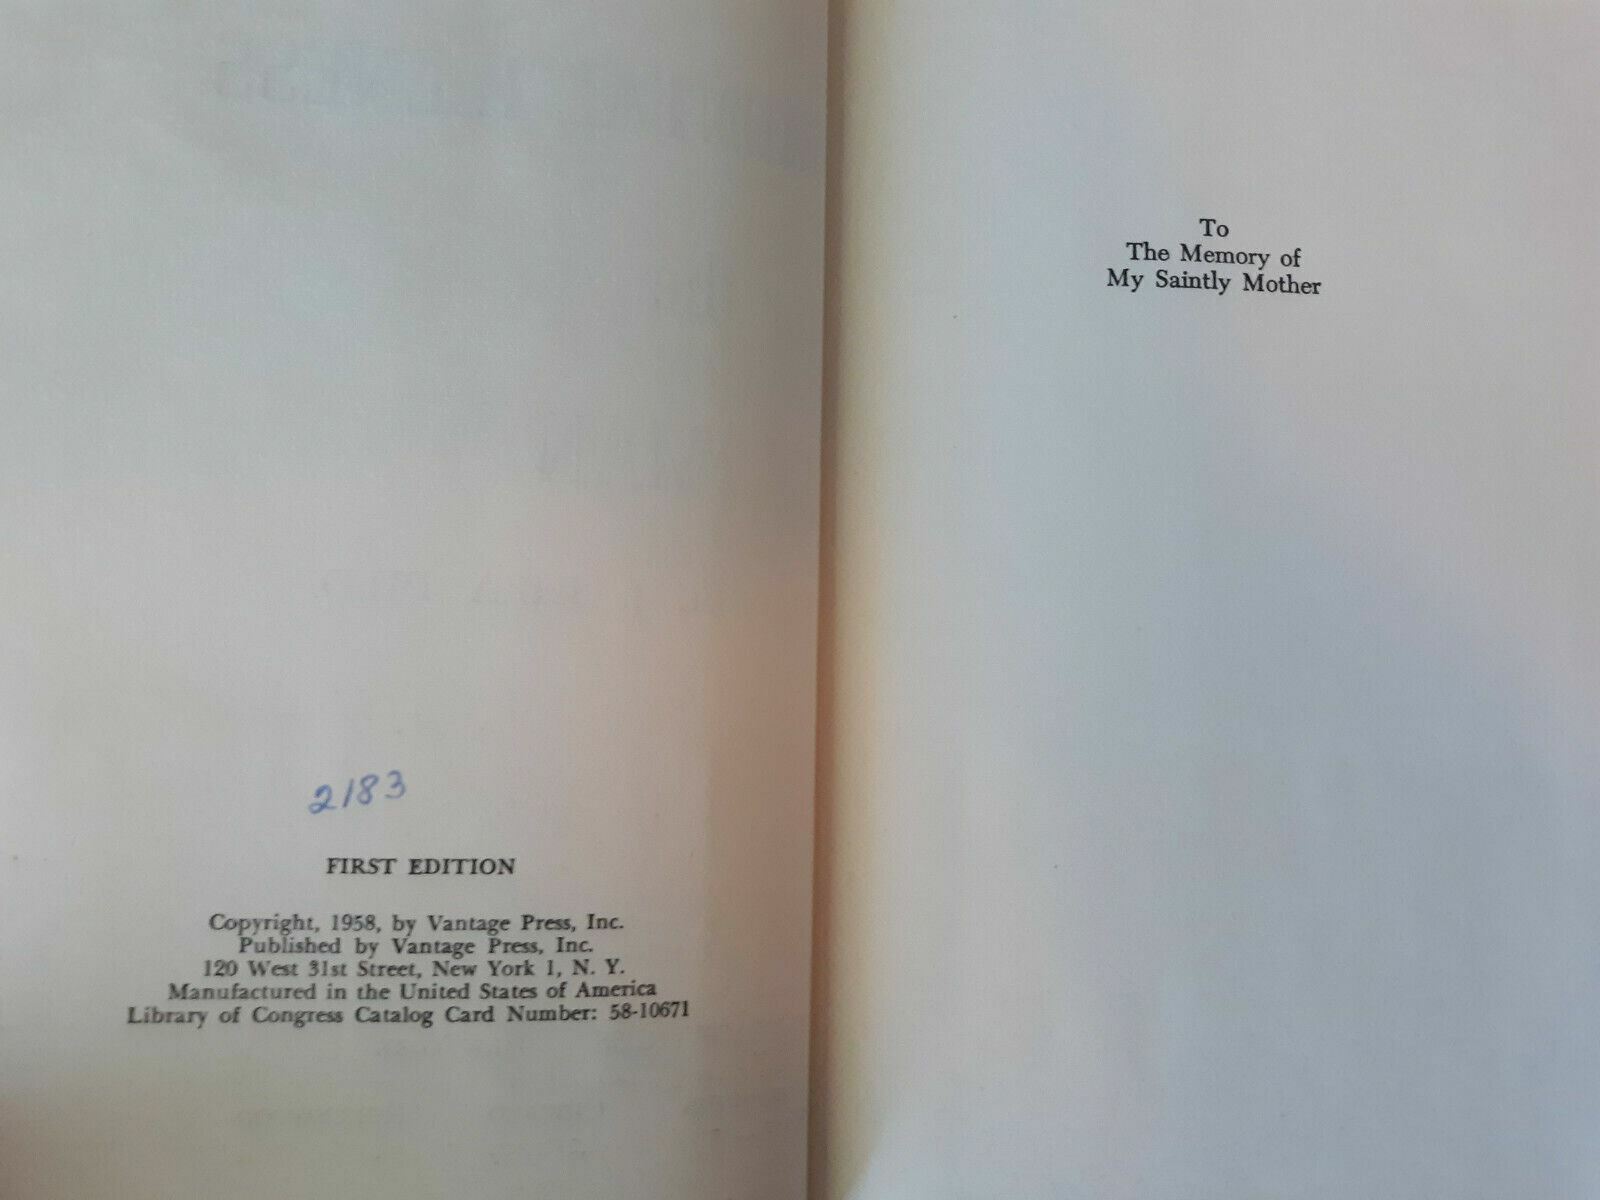 2183
FIRST EDITION
Copyright, 1958, by Vantage Press, Inc.
Published by Vantage Press, Inc.
120 West 31st Street, New York 1, N. Y.
Manufactured in the United States of America
Library of Congress Catalog Card Number: 58-10671
To
The Memory of
My Saintly Mother